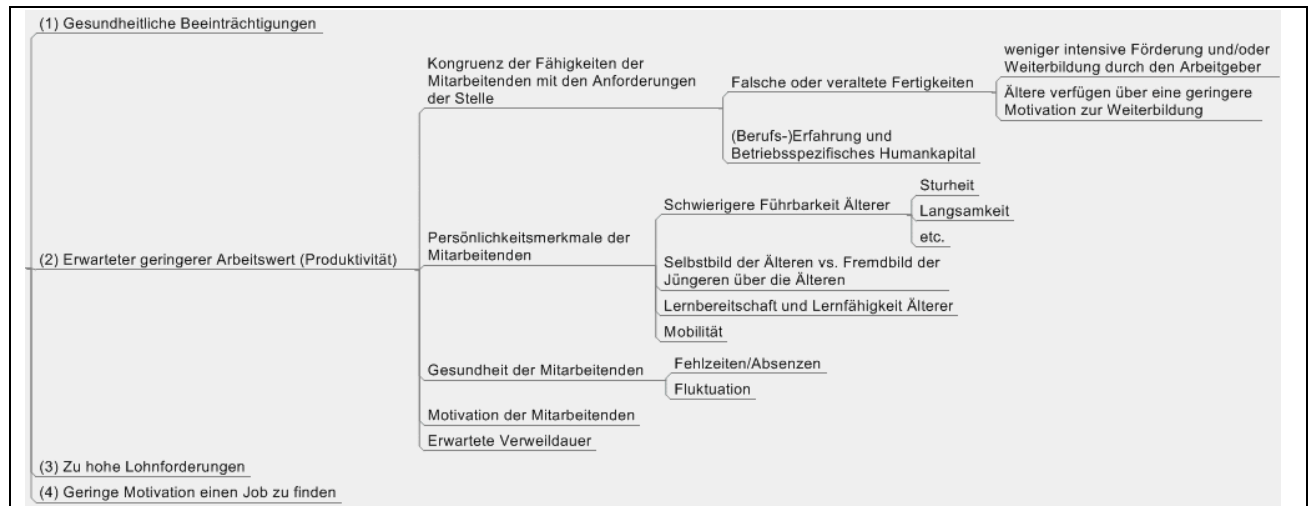 (1) Gesundheitliche Beeinträchtigungen
(2) Erwarteter geringerer Arbeitswert (Produktivität)
Kongruenz der Fähigkeiten der
Mitarbeitenden mit den Anforderungen
der Stelle
Falsche oder veraltete Fertigkeiten
weniger intensive Förderung und/oder
Weiterbildung durch den Arbeitgeber
Ältere verfügen über eine geringere
Motivation zur Weiterbildung
(Berufs-)Erfahrung und
Betriebsspezifisches Humankapital
Persönlichkeitsmerkmale der
Mitarbeitenden
Schwierigere Führbarkeit Älterer
Sturheit
Langsamkeit
etc.
Selbstbild der Älteren vs. Fremdbild der
Jüngeren über die Älteren
Lernbereitschaft und Lernfähigkeit Älterer
Mobilität
Gesundheit der Mitarbeitenden
Fehlzeiten/Absenzen
Fluktuation
Motivation der Mitarbeitenden
Erwartete Verweildauer
(3) Zu hohe Lohnforderungen
(4) Geringe Motivation einen Job zu finden